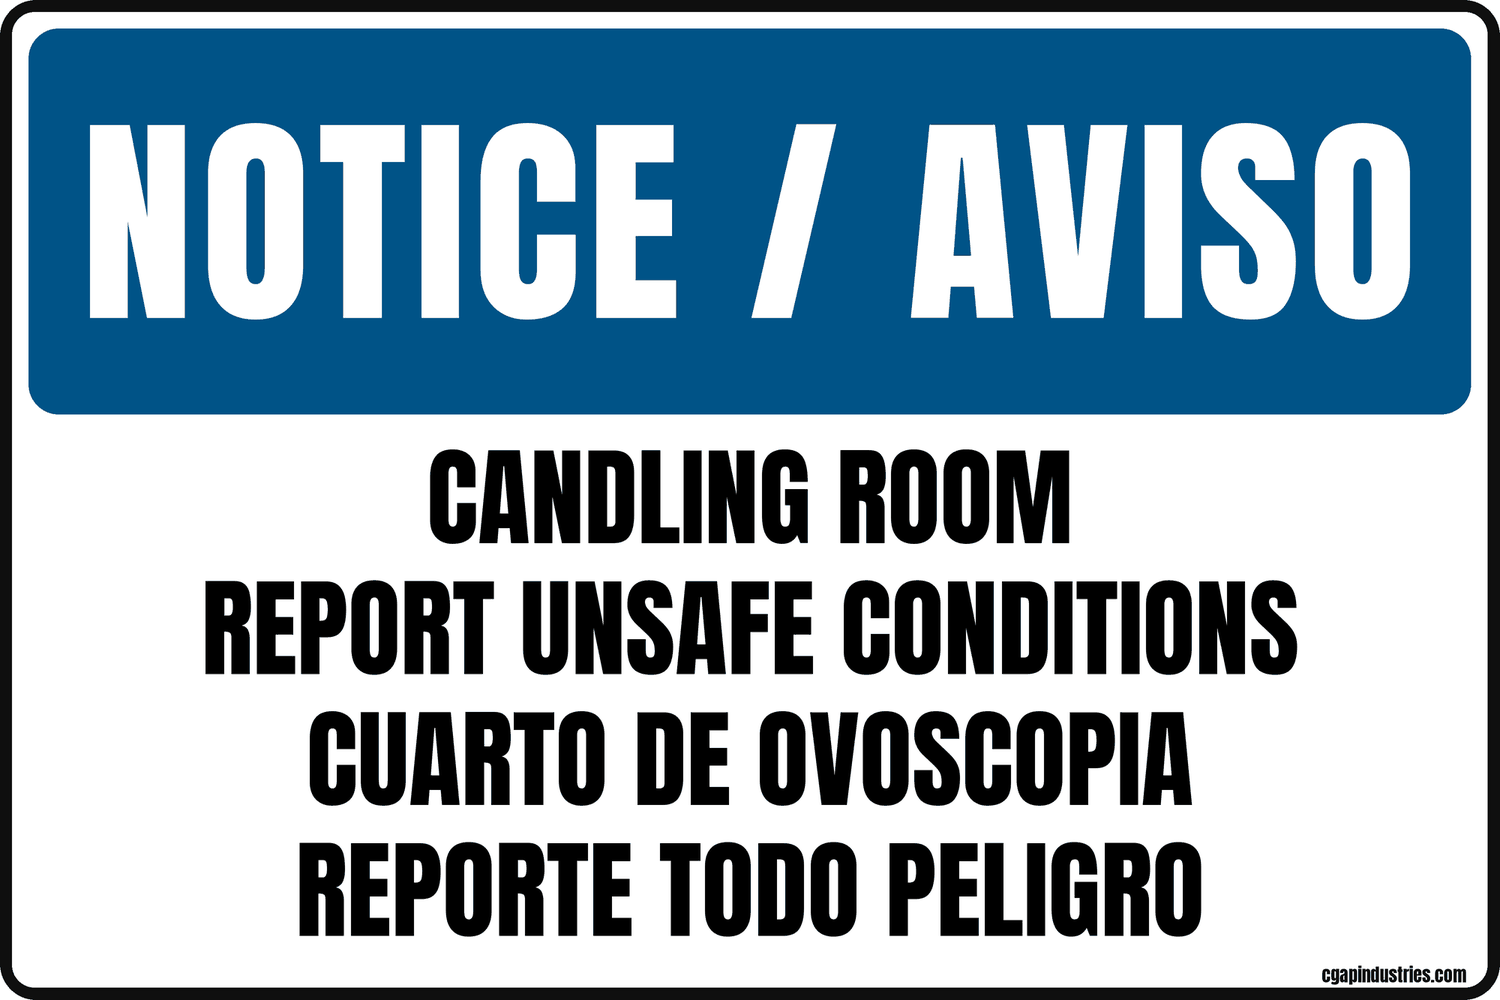 NOTICE / AVISO
CANDLING ROOM
REPORT UNSAFE CONDITIONS
CUARTO DE OVOSCOPIA
REPORTE TODO PELIGRO
cgapindustries.com